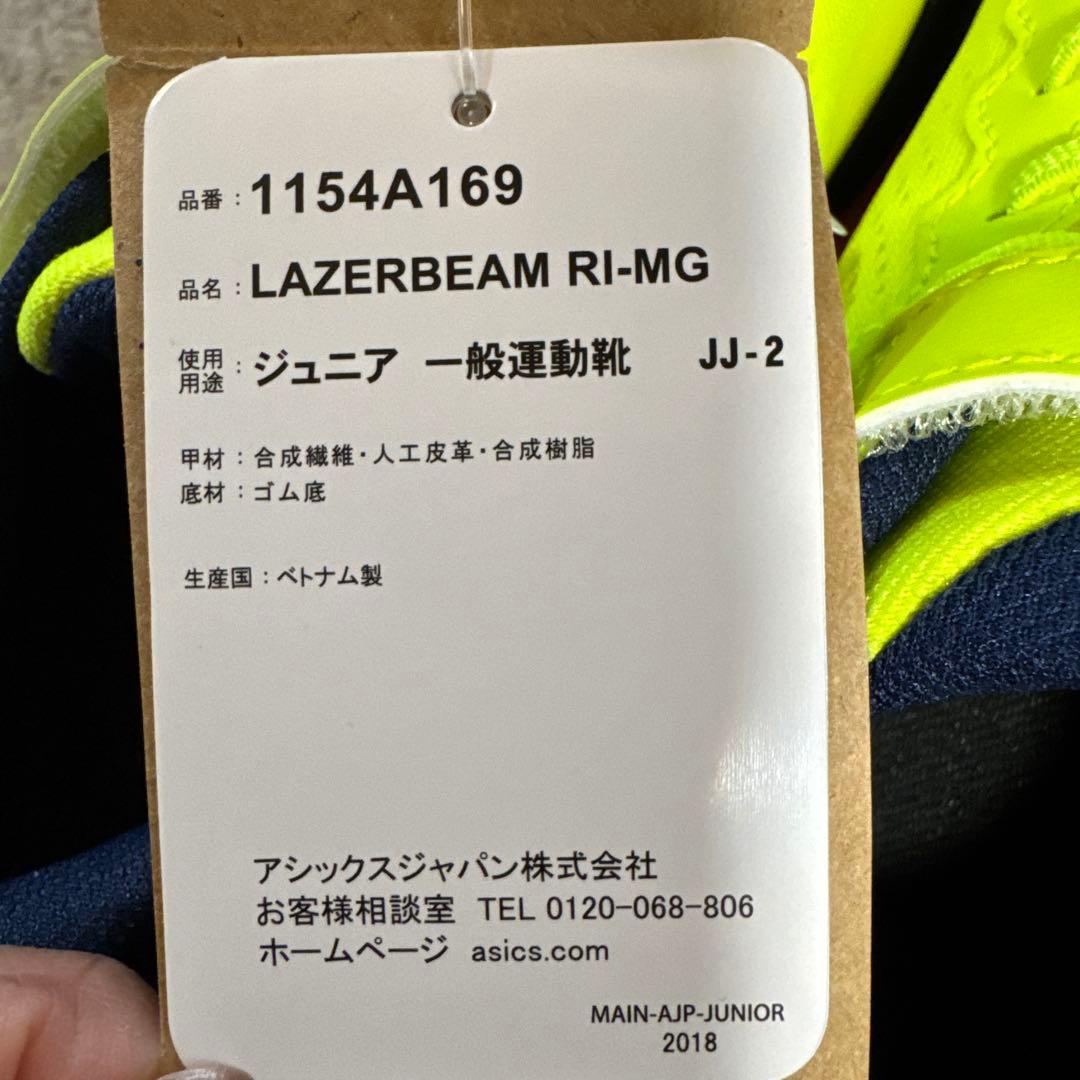 品番：1154A169
品名：LAZERBEAM RI-MG
使用用途：ジュニア 一般運動靴 JJ-2
甲材：合成繊維・人工皮革・合成樹脂
底材：ゴム底
生産国：ベトナム製
アシックスジャパン株式会社
お客様相談室 TEL 0120-068-806
ホームページ asics.com
MAIN-AJP-JUNIOR
2018